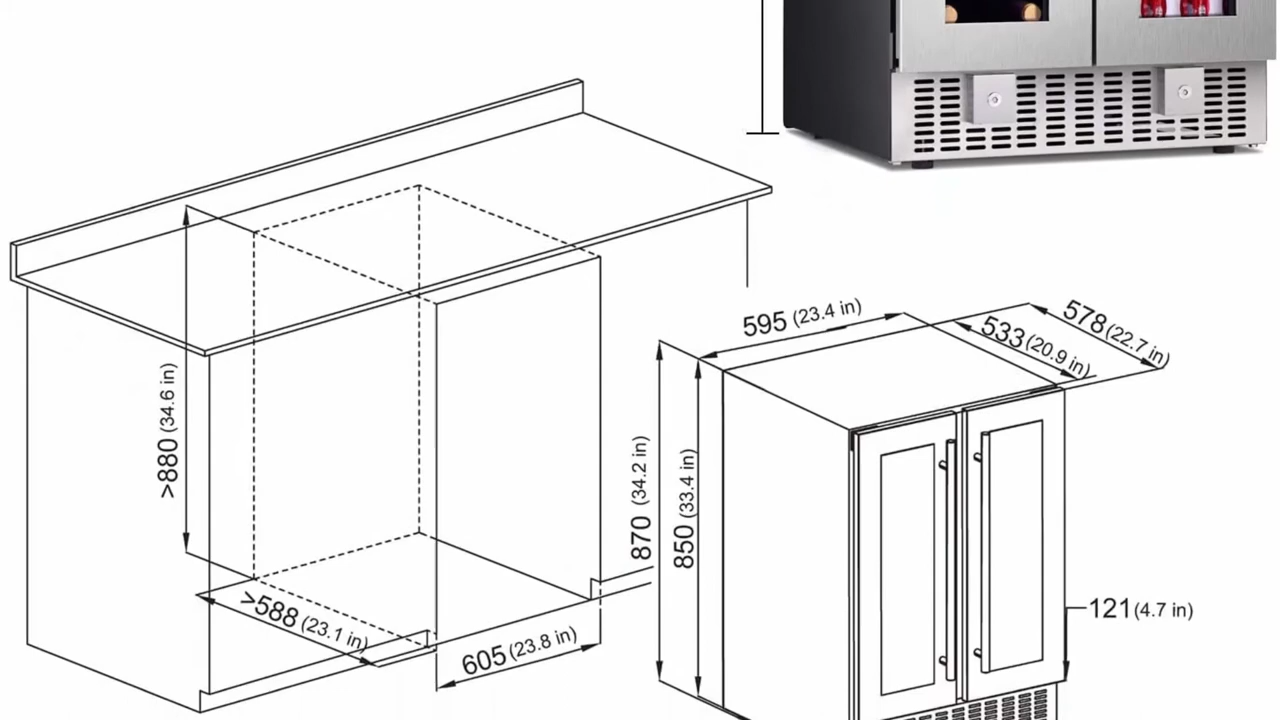 595 (23.4 in)
533 (20.9 in)
578 (22.7 in)
>880 (34.6 in)
870 (34.2 in)
850 (33.4 in)
>588 (23.1 in)
605 (23.8 in)
121 (4.7 in)